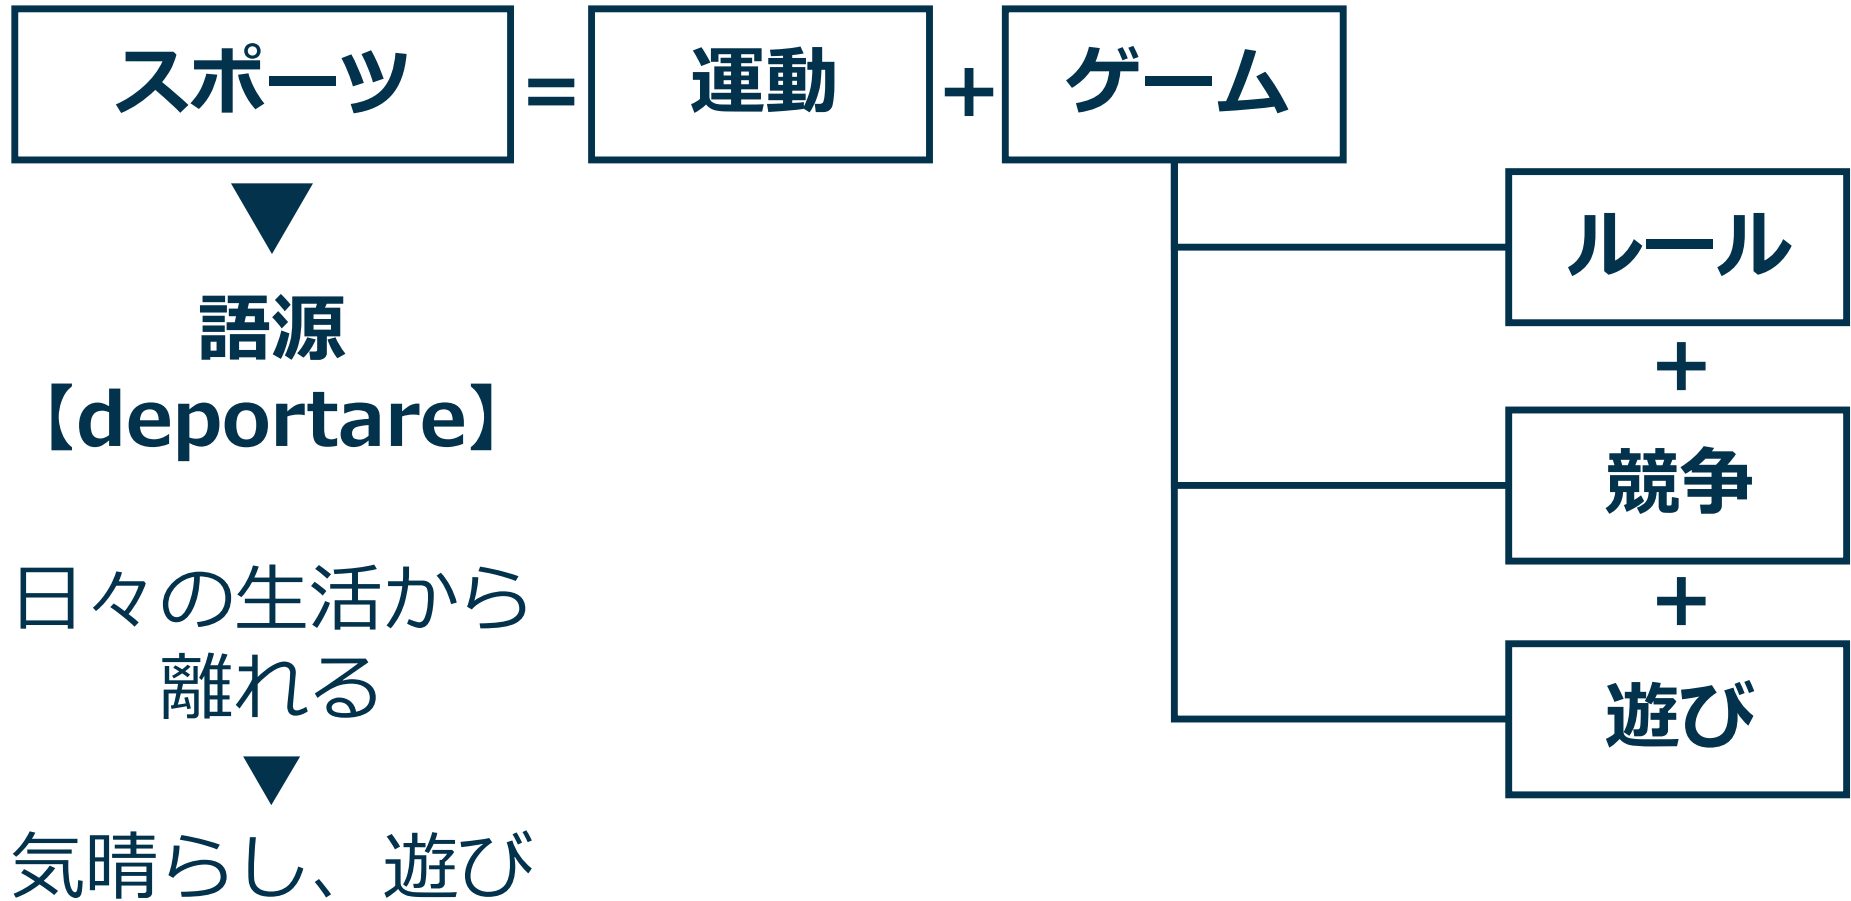 スポーツ = 運動 + ゲーム
ルール
+
競争
+
遊び
語源
【deportare】
日々の生活から
離れる
気晴らし、遊び